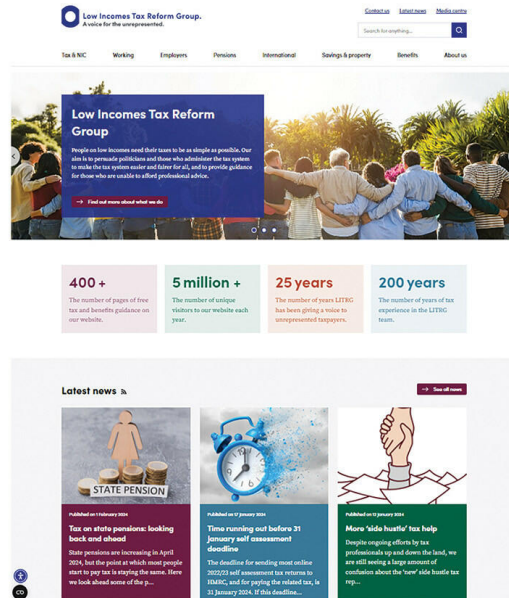 Low Incomes Tax Reform Group.
A voice for the unrepresented.
Contact us Latest news Media centre
Search for anything...
Tax & NIC Working Employers Pensions International Savings & property Benefits About us
Low Incomes Tax Reform
Group
People on low incomes need their taxes to be as simple as possible. Our
aim is to persuade politicians and those who administer the tax system
to make the tax system easier and fairer for all, and to provide guidance
for those who are unable to afford professional advice.
→ Find out more about what we do
400 +
The number of pages of free
tax and benefits guidance on
our website.
5 million +
The number of unique
visitors to our website each
year.
25 years
The number of years LITRG
has been giving a voice to
unrepresented taxpayers.
200 years
The number of years of tax
experience in the LITRG
team.
Latest news
→ See all news
STATE PENSION
Published on 1 February 2024
Tax on state pensions: looking
back and ahead
State pensions are increasing in April
2024, but the point at which most people
start to pay tax is staying the same. Here
we look ahead some of the p...
Published on 17 January 2024
Time running out before 31
January self assessment
deadline
The deadline for sending most online
2022/23 self assessment tax returns to
HMRC, and for paying the related tax, is
31 January 2024. If this deadline...
Published on 12 January 2024
More 'side hustle' tax help
Despite ongoing efforts by tax
professionals up and down the land, we
are still seeing a large amount of
confusion about the 'new' side hustle tax
rep...